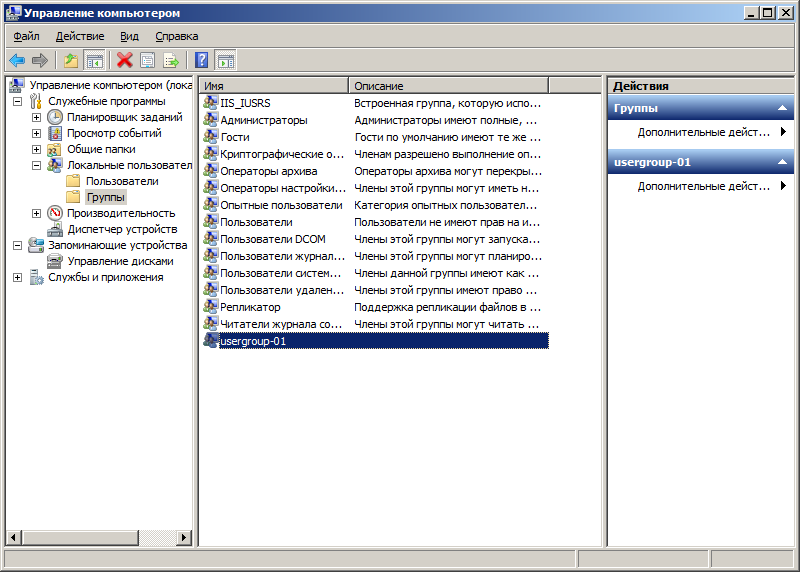 Управление компьютером
Файл Действие Вид Справка
Управление компьютером (лока
Служебные программы
Планировщик заданий
Просмотр событий
Общие папки
Локальные пользовател
Пользователи
Группы
Производительность
Диспетчер устройств
Запоминающие устройства
Управление дисками
Службы и приложения
Имя Описание
IIS_IUSRS Встроенная группа, которую испо...
Администраторы Администраторы имеют полные, ...
Гости Гости по умолчанию имеют те же ...
Криптографические о... Членам разрешено выполнение оп...
Операторы архива Операторы архива могут перекры...
Операторы настройки... Члены этой группы могут иметь н...
Опытные пользователи Категория опытных пользовател...
Пользователи Пользователи не имеют прав на и...
Пользователи DCOM Члены этой группы могут запуска...
Пользователи журнал... Члены этой группы могут планиро...
Пользователи систем... Члены данной группы имеют как ...
Пользователи удален... Члены этой группы имеют право ...
Репликатор Поддержка репликации файлов в ...
Читатели журнала со... Члены этой группы могут читать ...
usergroup-01
Действия
Группы
Дополнительные дейст...
usergroup-01
Дополнительные дейст...